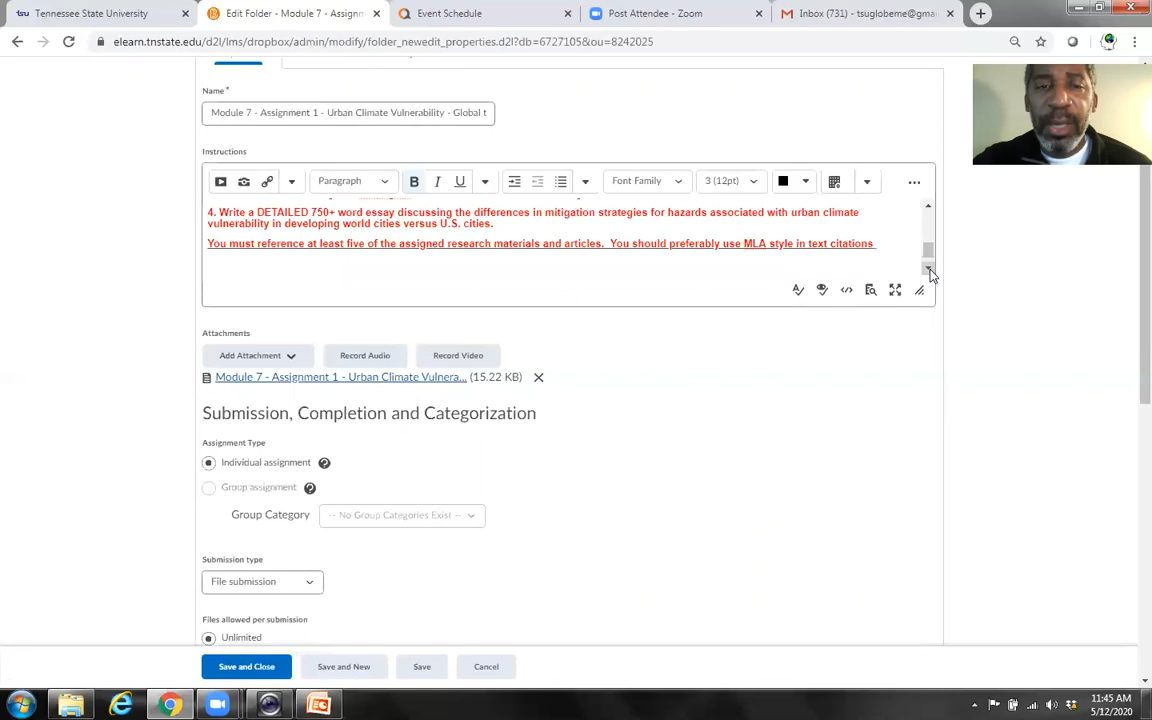 Tennessee State University
Edit Folder - Module 7 - Assignm
Event Schedule
Post Attendee - Zoom
Inbox (731) - tsuglobeme@gmai
elearn.tnstate.edu/d2l/lms/dropbox/admin/modify/folder_newedit_properties.d2l?db=6727105&ou=8242025
Name*
Module 7 - Assignment 1 - Urban Climate Vulnerability - Global t
Instructions
Paragraph
B I U
Font Family
3 (12pt)
4. Write a DETAILED 750+ word essay discussing the differences in mitigation strategies for hazards associated with urban climate
vulnerability in developing world cities versus U.S. cities.
You must reference at least five of the assigned research materials and articles. You should preferably use MLA style in text citations
Attachments
Add Attachment
Record Audio
Record Video
Module 7 - Assignment 1 - Urban Climate Vulnera... (15.22 KB)
Submission, Completion and Categorization
Assignment Type
Individual assignment
Group assignment
Group Category
-- No Group Categories Exist --
Submission type
File submission
Files allowed per submission
Unlimited
Save and Close
Save and New
Save
Cancel
11:45 AM
5/12/2020